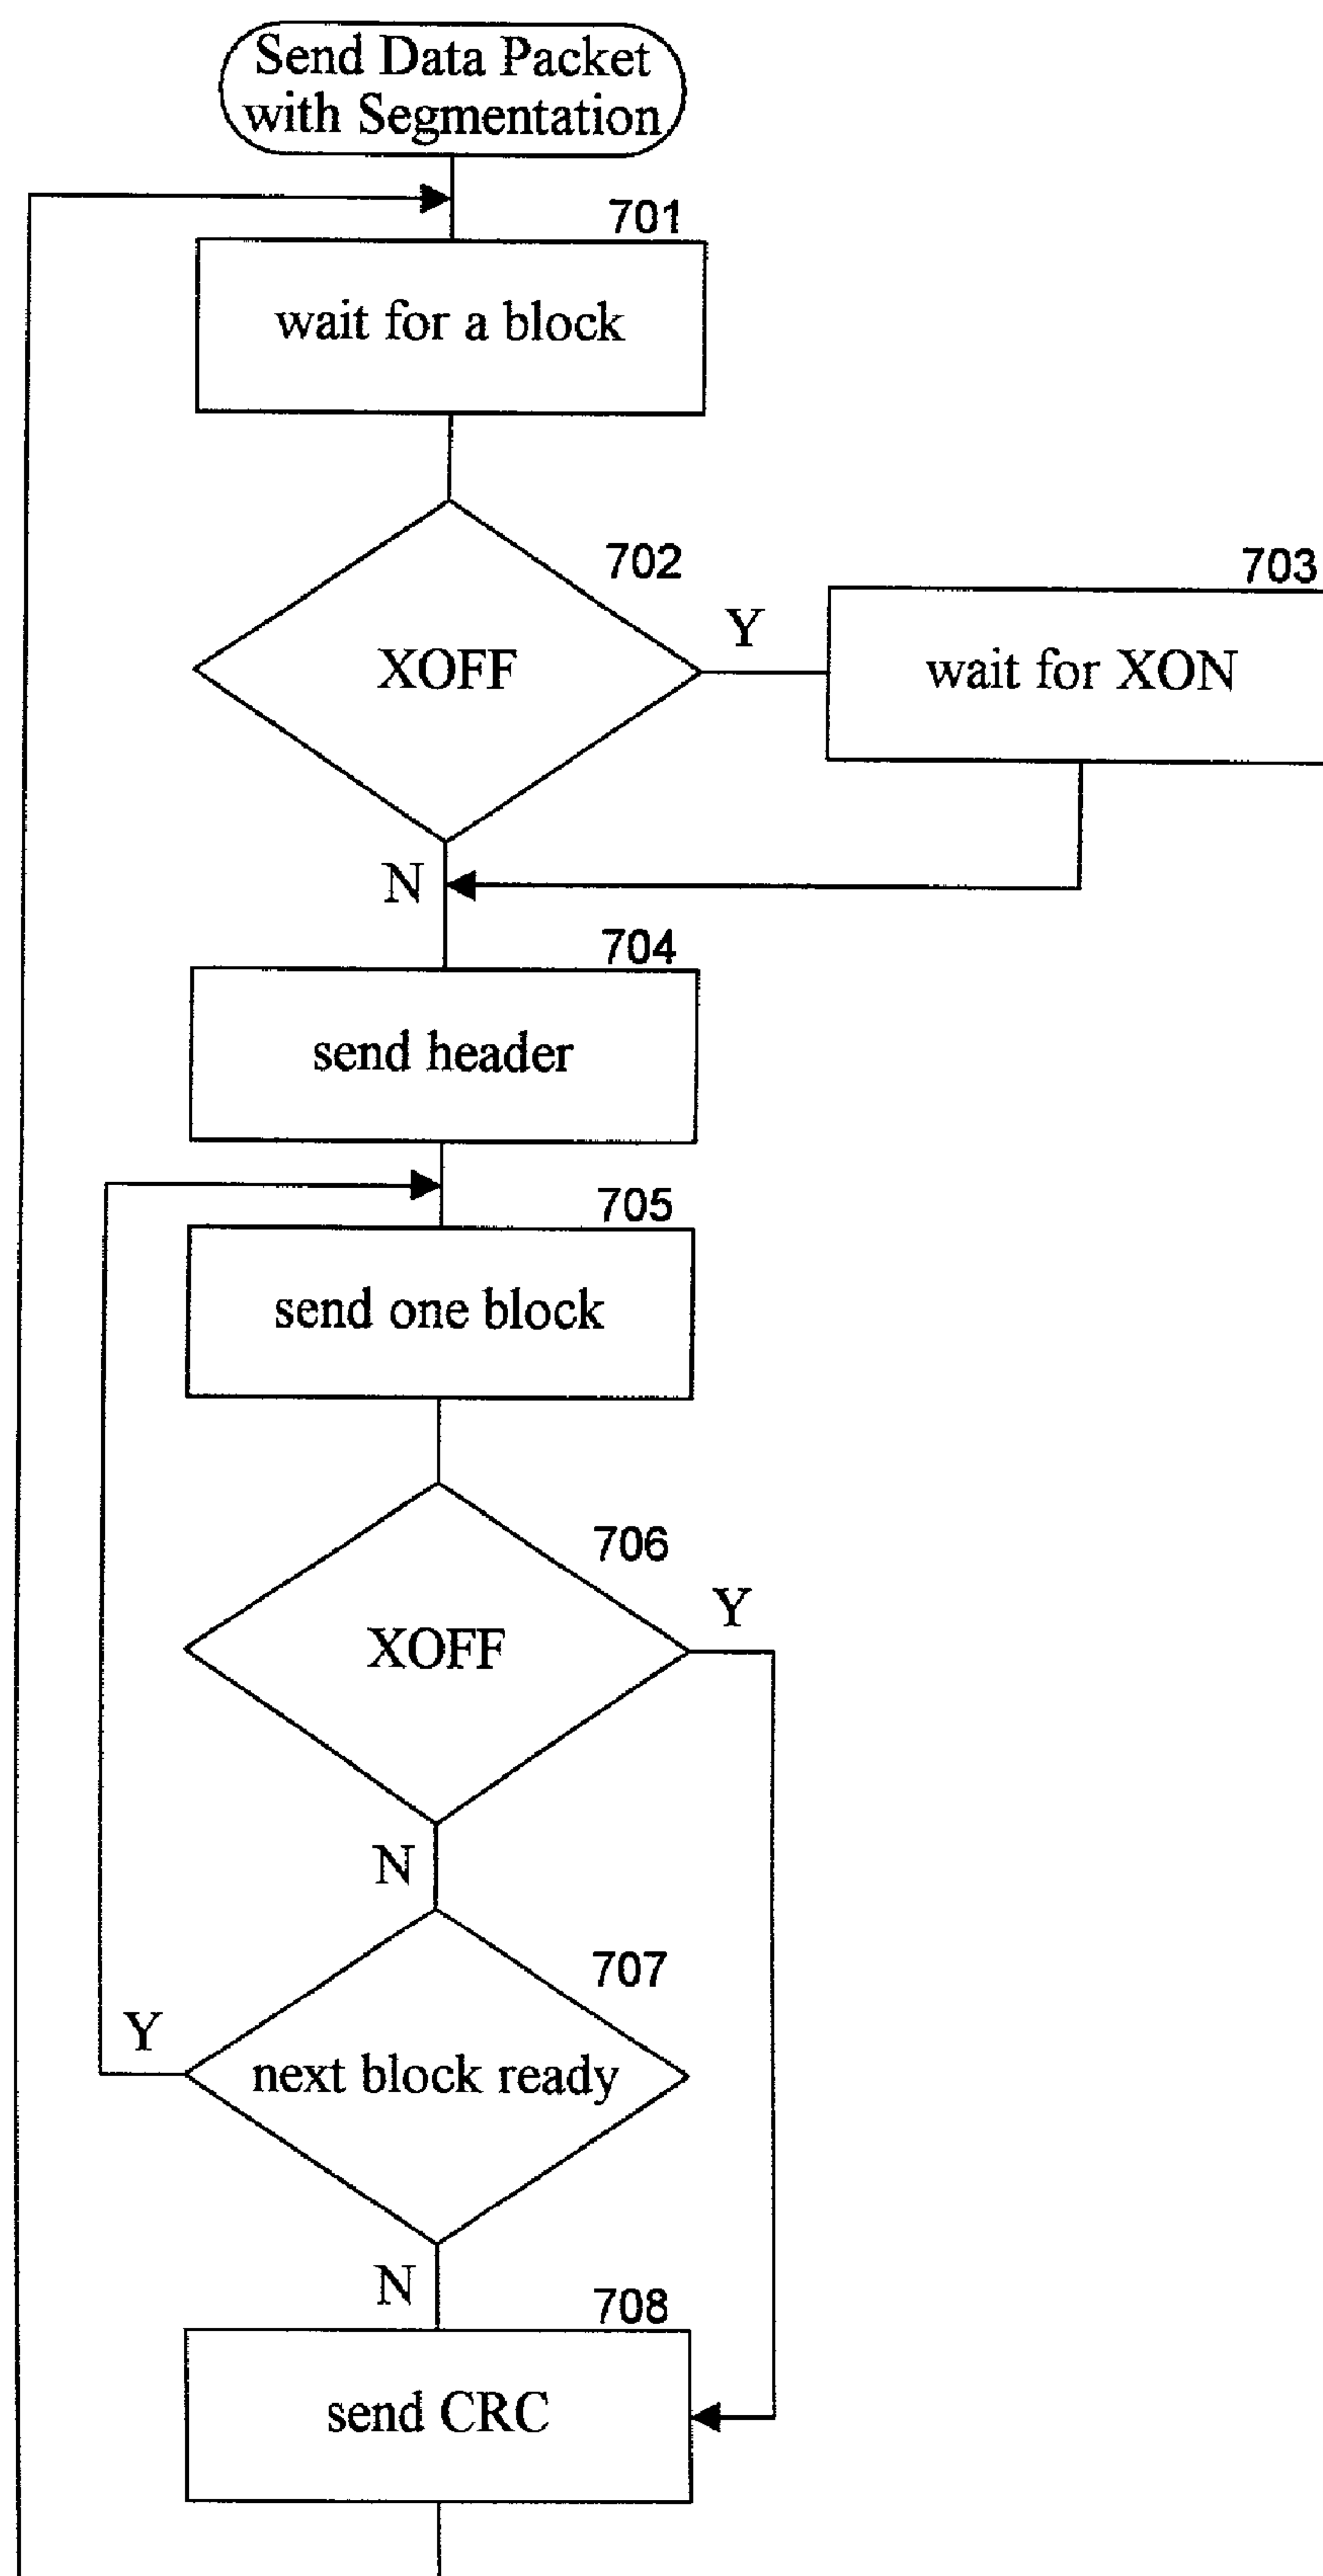 Send Data Packet
with Segmentation
701
wait for a block
702
XOFF
Y
703
wait for XON
N
704
send header
705
send one block
706
XOFF
Y
N
707
next block ready
Y
N
708
send CRC